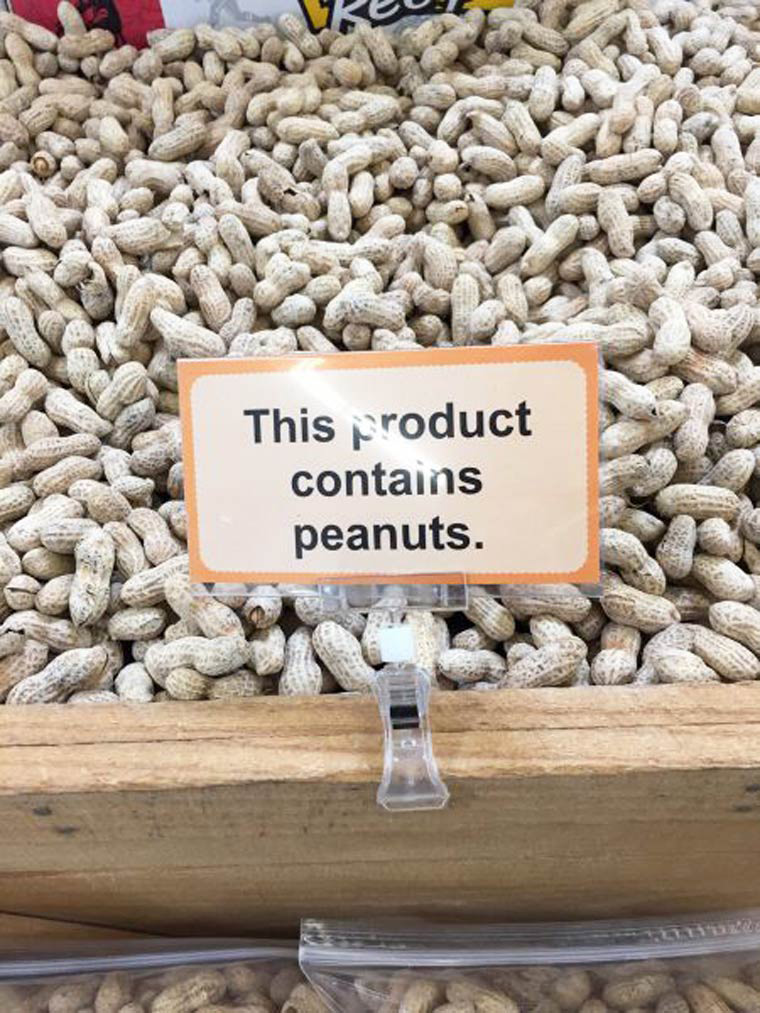 This product
contains
peanuts.